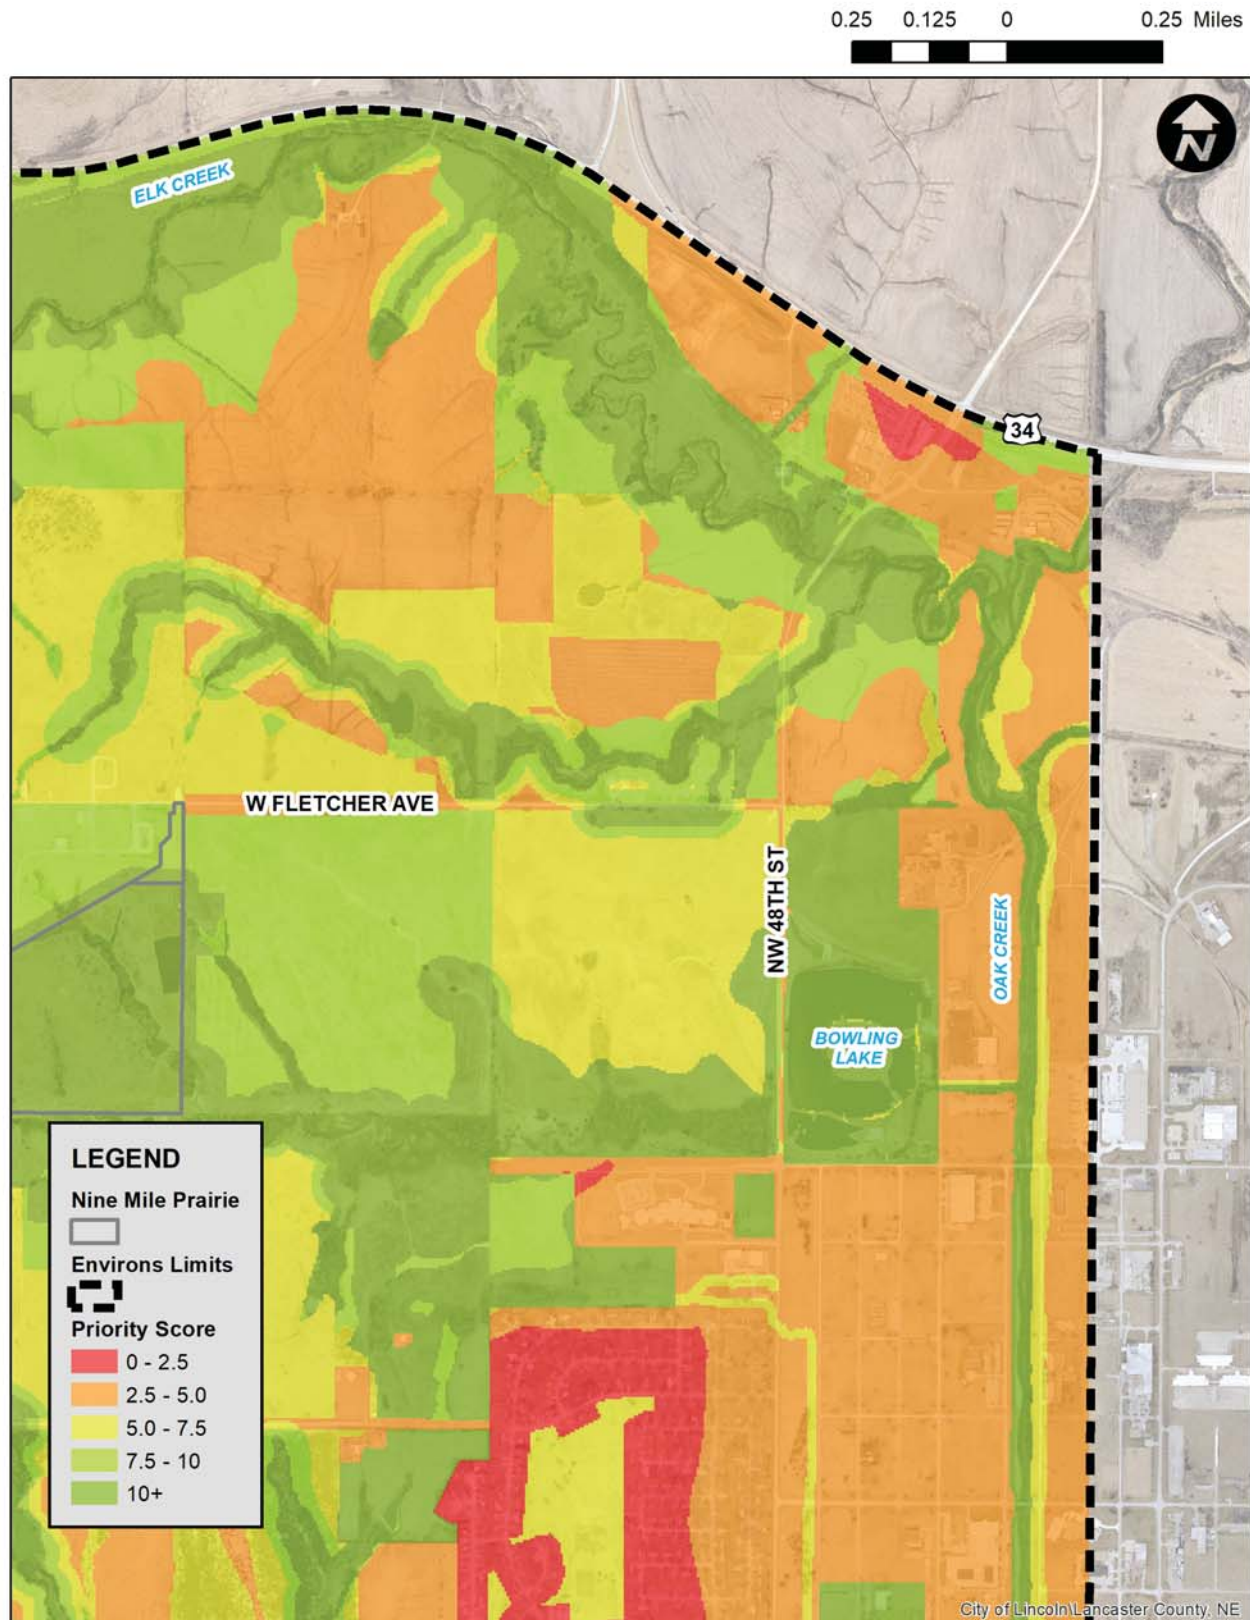 0.25 0.125 0 0.25 Miles
N
ELK CREEK
34
W FLETCHER AVE
NW 48TH ST
OAK CREEK
BOWLING
LAKE
LEGEND
Nine Mile Prairie
Environs Limits
Priority Score
0 - 2.5
2.5 - 5.0
5.0 - 7.5
7.5 - 10
10+
City of Lincoln\Lancaster County, NE